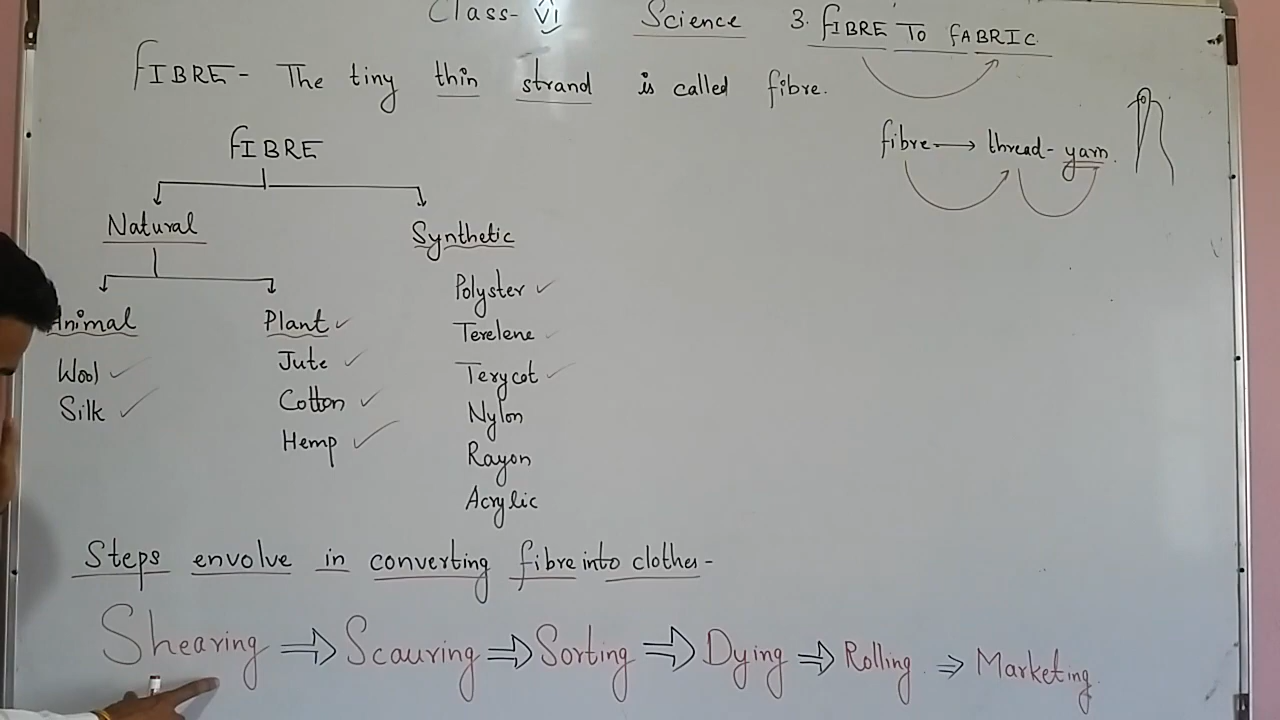 Class-VI Science 3. FIBRE TO FABRIC
FIBRE - The tiny thin strand is called fibre.
fibre → thread - yarn.
FIBRE
Natural Synthetic
Animal Plant ✓
Wool ✓
Silk ✓
Jute ✓
Cotton ✓
Hemp ✓
Polyster ✓
Terelene ✓
Terycot ✓
Nylon
Rayon
Acrylic
Steps envolve in converting fibre into clothes -
Shearing ⇒ Scauring ⇒ Sorting ⇒ Dying ⇒ Rolling ⇒ Marketing.